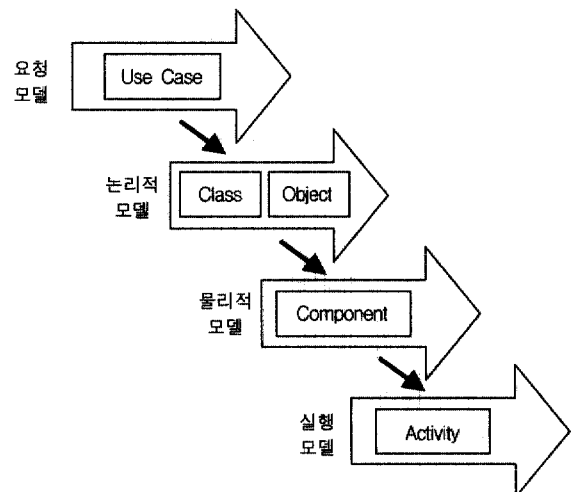 요청
모델
Use Case
논리적
모델
Class Object
물리적
모델
Component
실행
모델
Activity